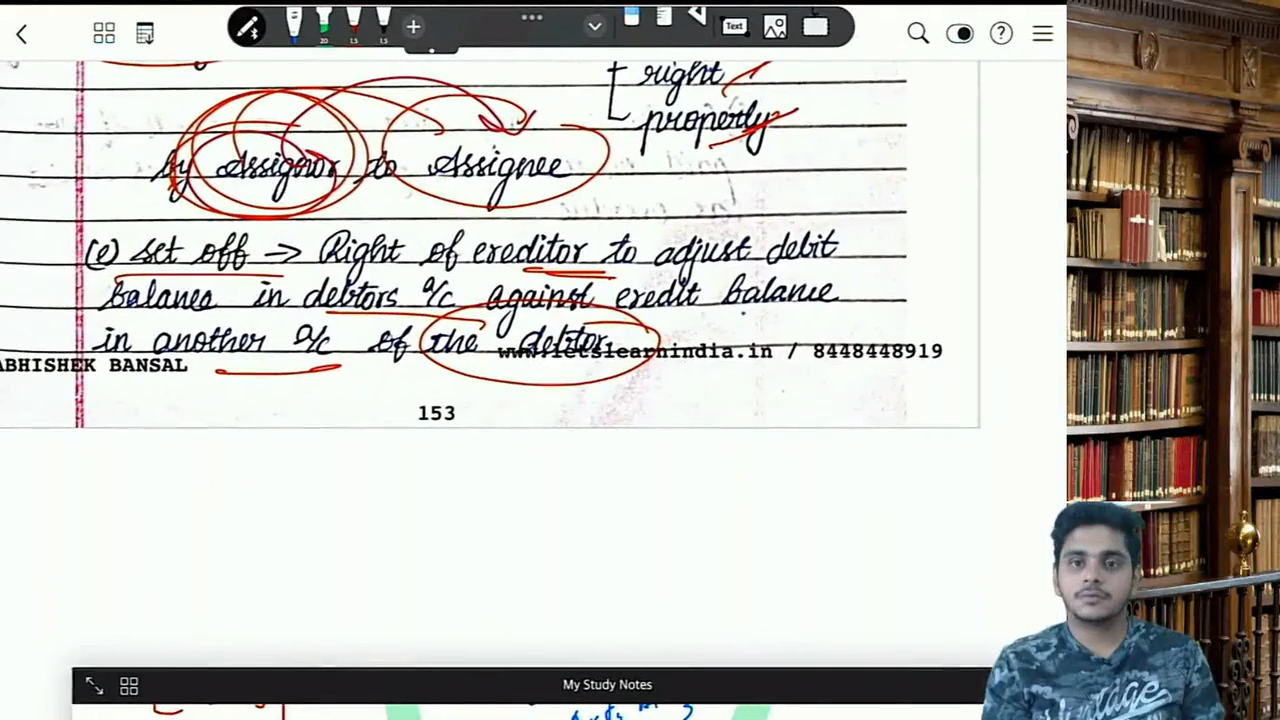 Text
right
property
by Assignor to Assignee
(e) Set off → Right of creditor to adjust debit
balance in debtors a/c against credit balance
in another a/c of the debtor
www.letslearnindia.in / 8448448919
ABHISHEK BANSAL
153
My Study Notes